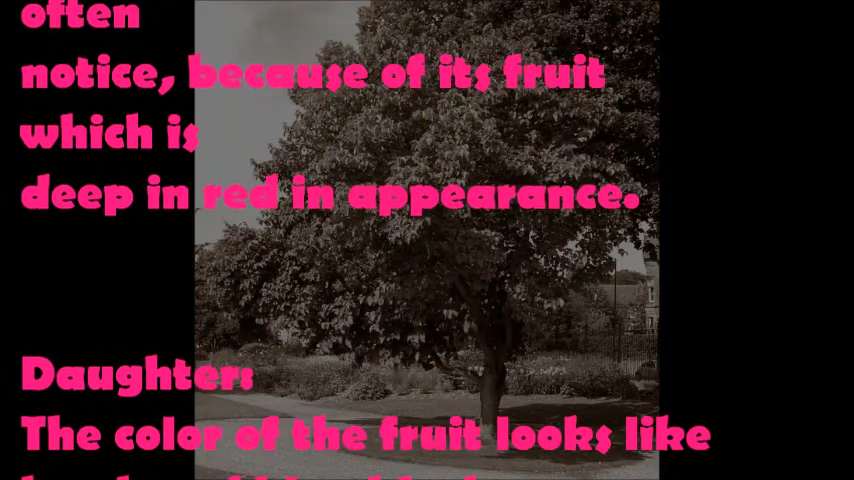 often
notice, because of its fruit
which is
deep in red in appearance.
Daughter:
The color of the fruit looks like